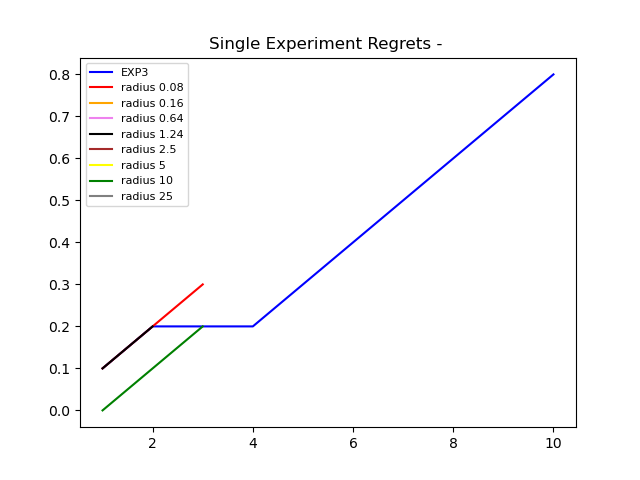 Single Experiment Regrets -
EXP3
radius 0.08
radius 0.16
radius 0.64
radius 1.24
radius 2.5
radius 5
radius 10
radius 25
0.8
0.7
0.6
0.5
0.4
0.3
0.2
0.1
0.0
2 4 6 8 10